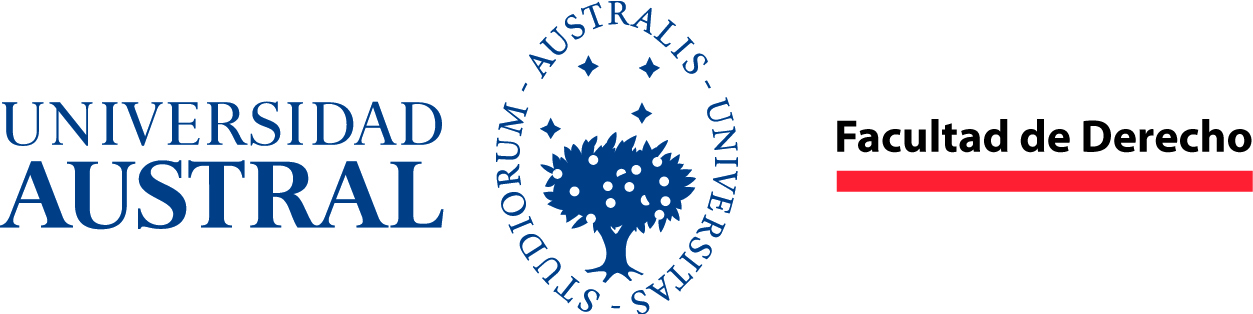 UNIVERSIDAD
AUSTRAL
STUDIORUM - AUSTRALIS - UNIVERSITAS -
Facultad de Derecho